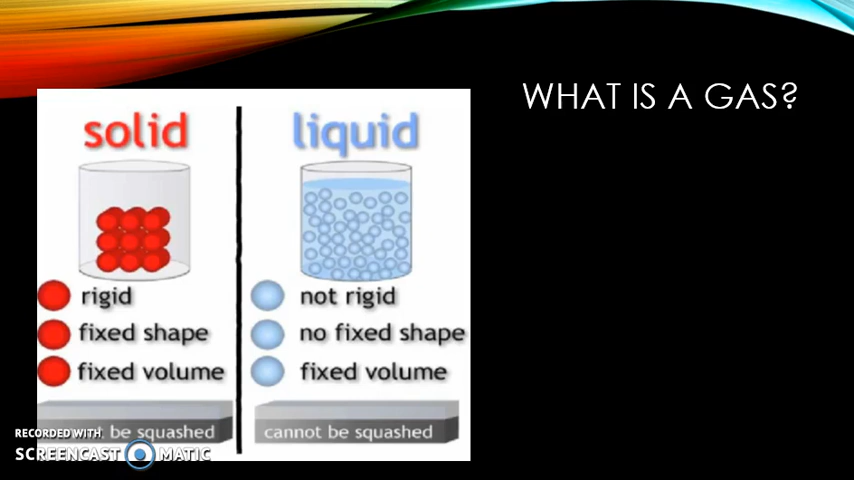 WHAT IS A GAS?
solid
rigid
fixed shape
fixed volume
be squashed
liquid
not rigid
no fixed shape
fixed volume
cannot be squashed
RECORDED WITH
SCREENCAST MATIC